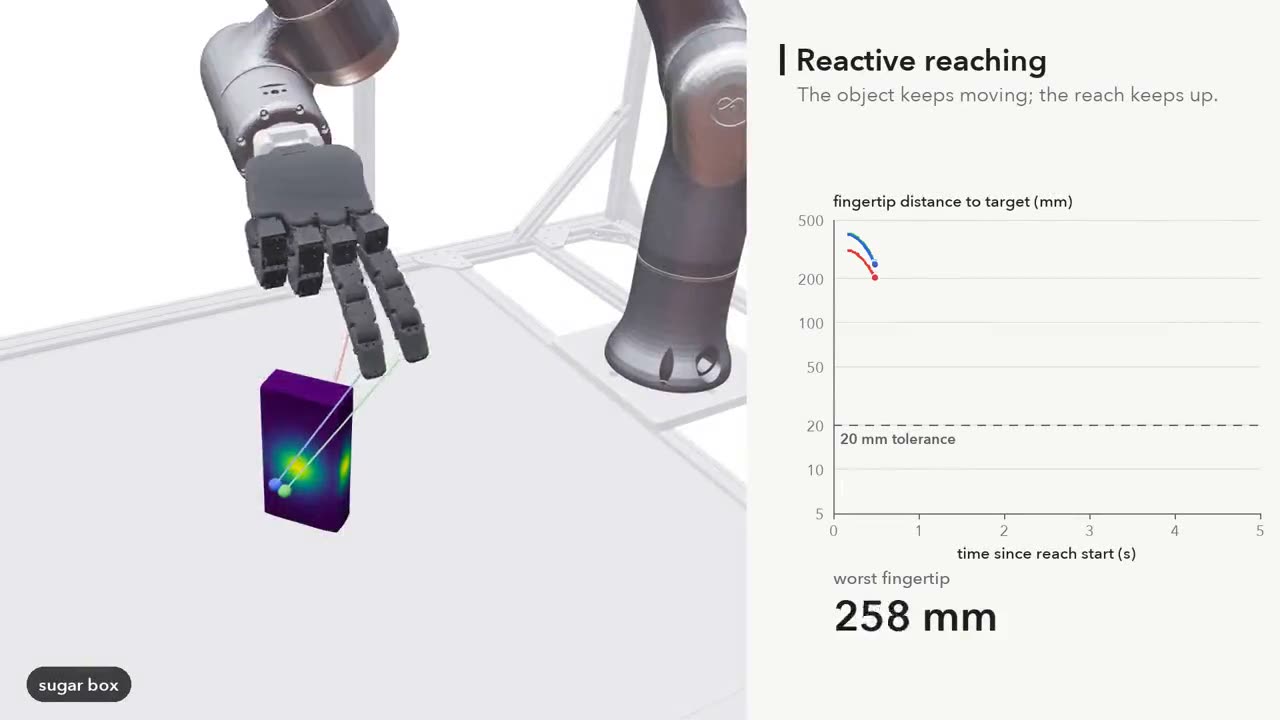 Reactive reaching
The object keeps moving; the reach keeps up.
fingertip distance to target (mm)
500
200
100
50
20
20 mm tolerance
10
5
0 1 2 3 4 5
time since reach start (s)
worst fingertip
258 mm
sugar box